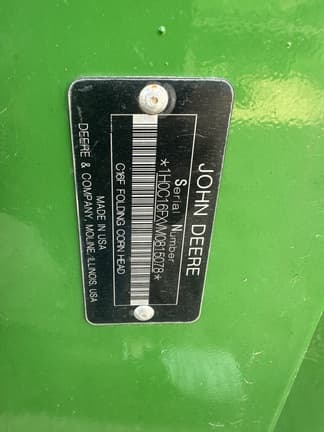 JOHN DEERE
Serial Number
*1H0C16FXVM0815078*
C16F FOLDING CORN HEAD
MADE IN USA
DEERE & COMPANY, MOLINE, ILLINOIS, USA